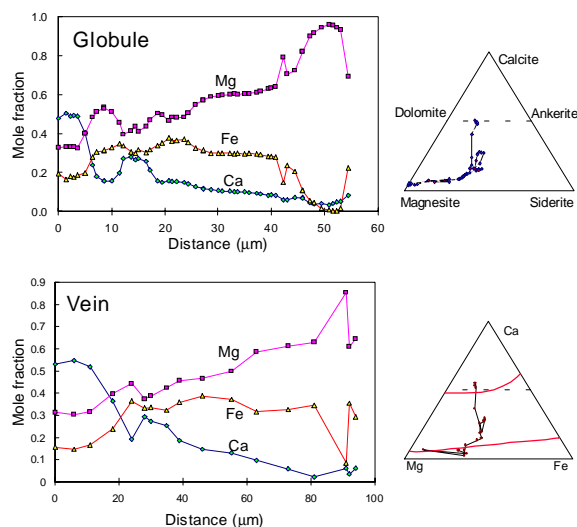 Globule
Mole fraction
1.0
0.8
0.6
0.4
0.2
0.0
Mg
Fe
Ca
0 10 20 30 40 50 60
Distance (μm)
Calcite
Dolomite Ankerite
Magnesite Siderite
Vein
Mole fraction
0.9
0.8
0.7
0.6
0.5
0.4
0.3
0.2
0.1
0
Mg
Fe
Ca
0 20 40 60 80 100
Distance (μm)
Ca
Mg Fe